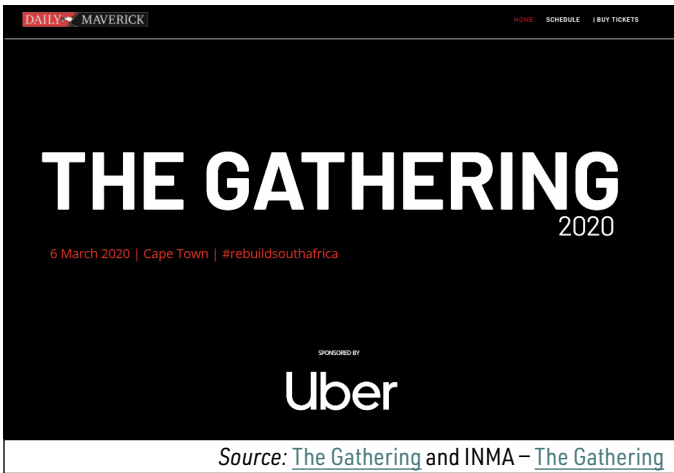 DAILY MAVERICK
HOME SCHEDULE | BUY TICKETS
THE GATHERING
2020
6 March 2020 | Cape Town | #rebuildsouthafrica
SPONSORED BY
Uber
Source: The Gathering and INMA – The Gathering